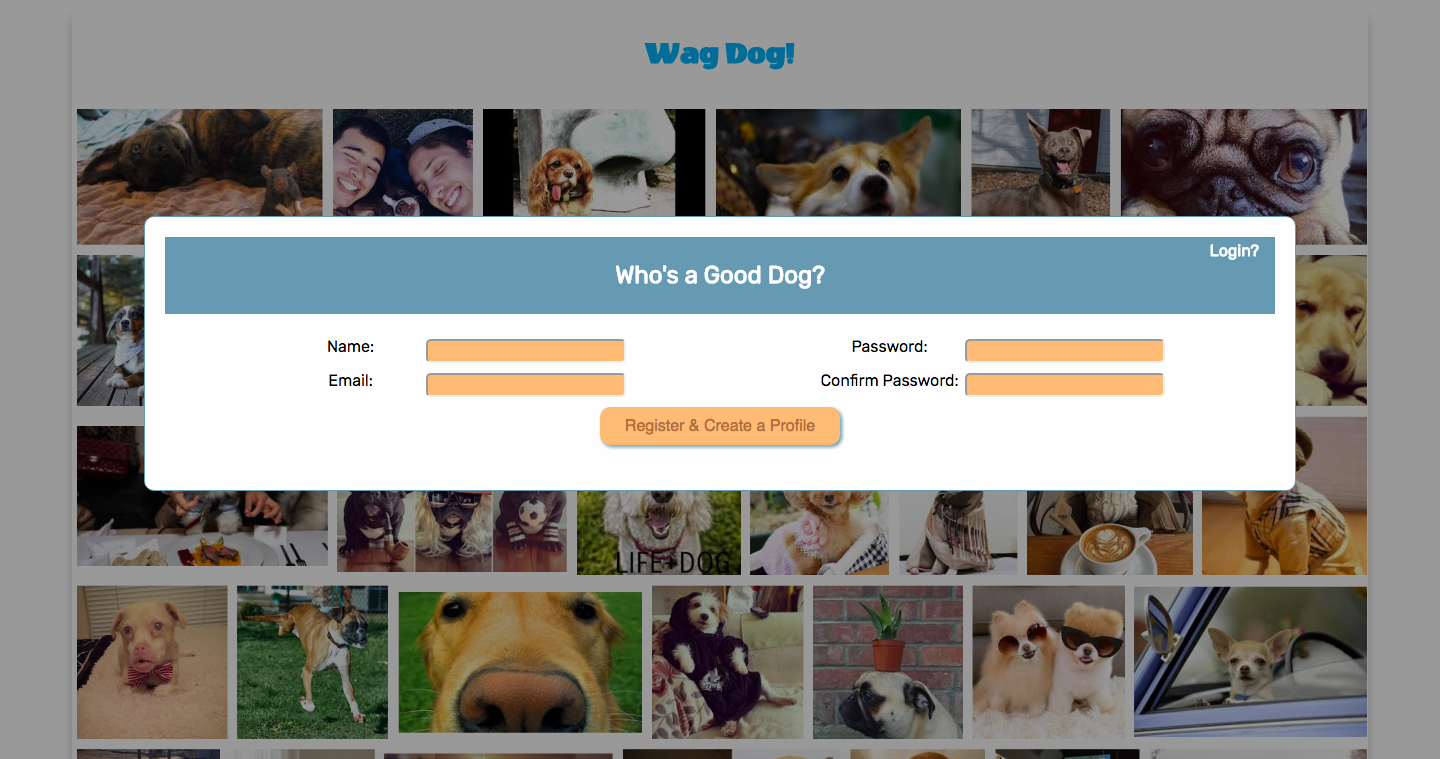 Wag Dog!
Login?
Who's a Good Dog?
Name:
Password:
Email:
Confirm Password:
Register & Create a Profile
LIFE+DOG